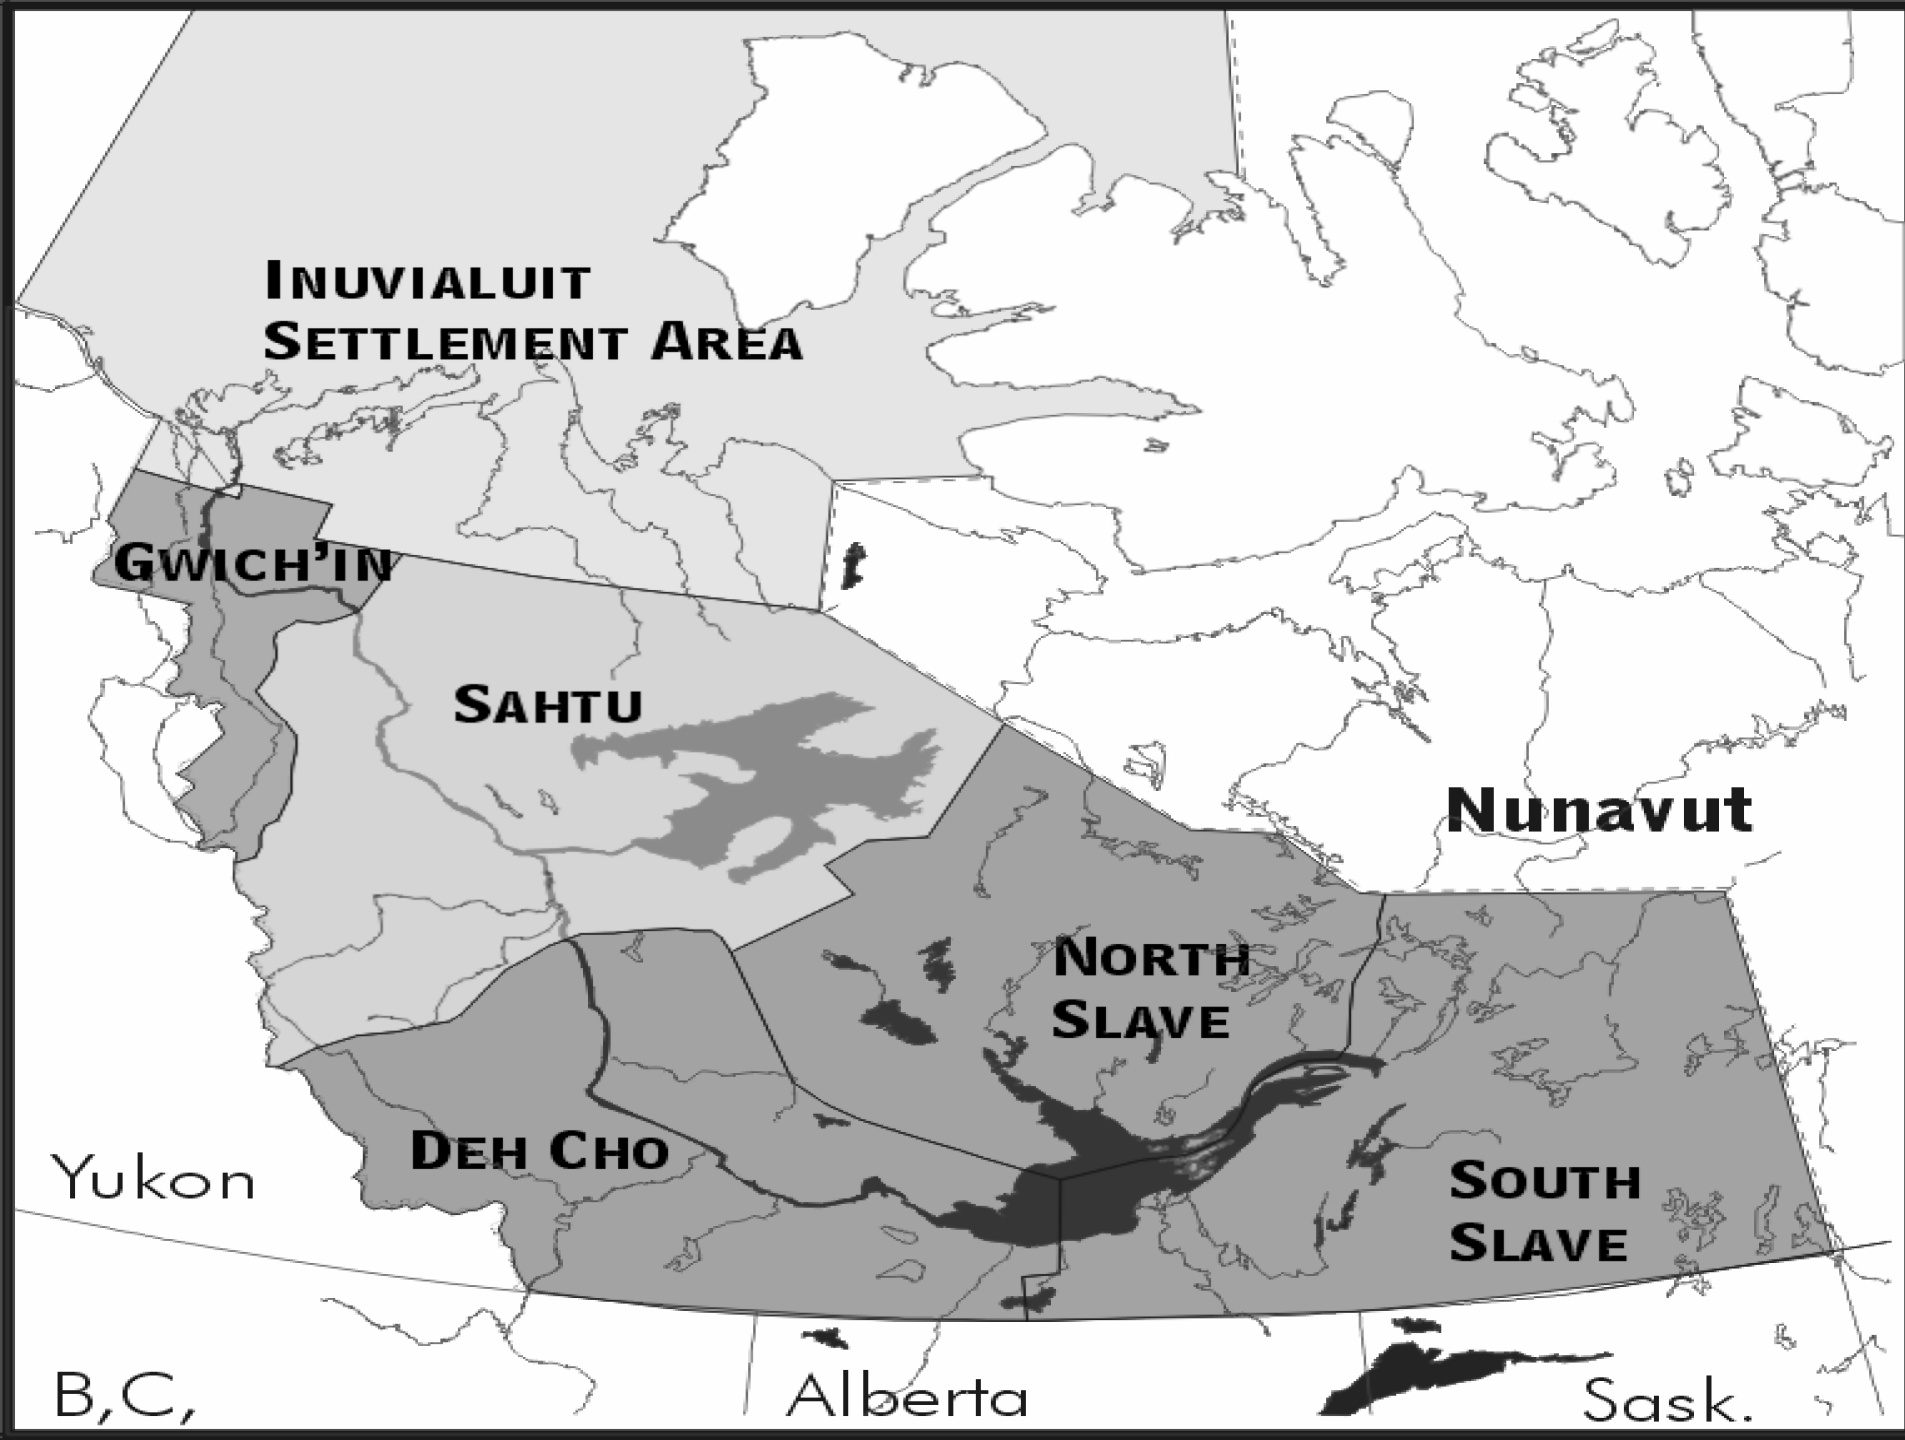 INUVIALUIT
SETTLEMENT AREA
GWICH'IN
SAHTU
Nunavut
NORTH
SLAVE
DEH CHO
SOUTH
SLAVE
Yukon
B,C,
Alberta
Sask.